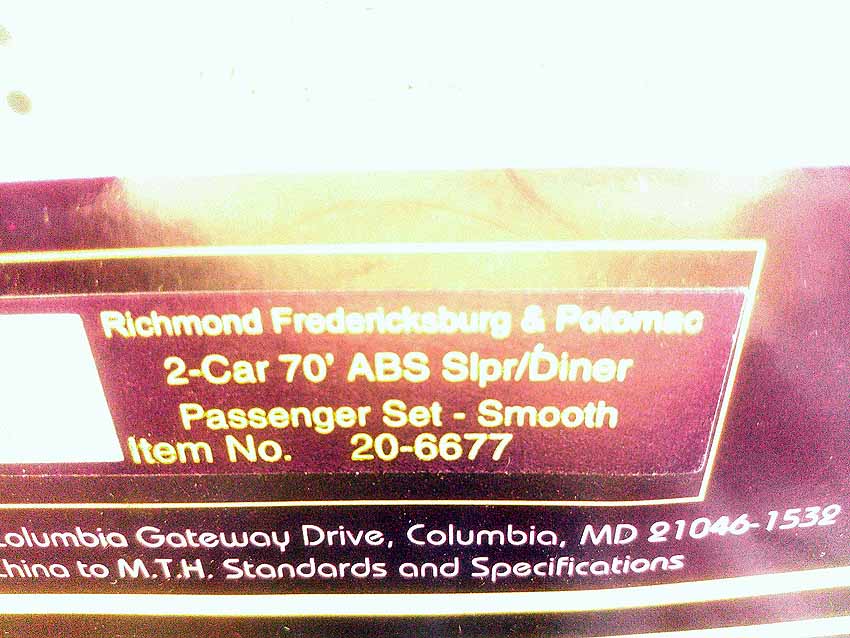 Richmond Fredericksburg & Potomac
2-Car 70' ABS Slpr/Diner
Passenger Set - Smooth
Item No. 20-6677
Columbia Gateway Drive, Columbia, MD 21046-1532
China to M.T.H. Standards and Specifications